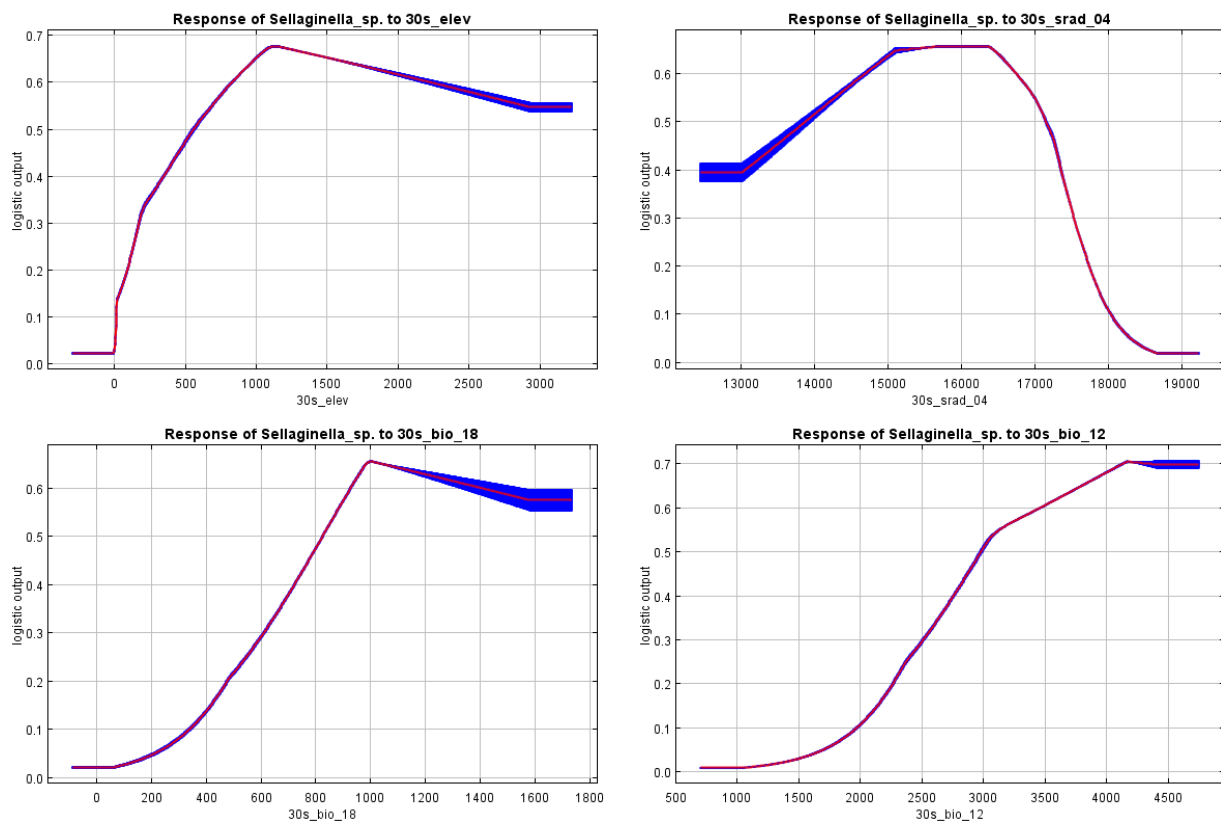 Response of Sellaginella_sp. to 30s_elev
0.7
0.6
0.5
0.4
0.3
0.2
0.1
0.0
logistic output
0 500 1000 1500 2000 2500 3000
30s_elev
Response of Sellaginella_sp. to 30s_srad_04
0.6
0.5
0.4
0.3
0.2
0.1
0.0
logistic output
13000 14000 15000 16000 17000 18000 19000
30s_srad_04
Response of Sellaginella_sp. to 30s_bio_18
0.6
0.5
0.4
0.3
0.2
0.1
0.0
logistic output
0 200 400 600 800 1000 1200 1400 1600 1800
30s_bio_18
Response of Sellaginella_sp. to 30s_bio_12
0.7
0.6
0.5
0.4
0.3
0.2
0.1
0.0
logistic output
500 1000 1500 2000 2500 3000 3500 4000 4500
30s_bio_12